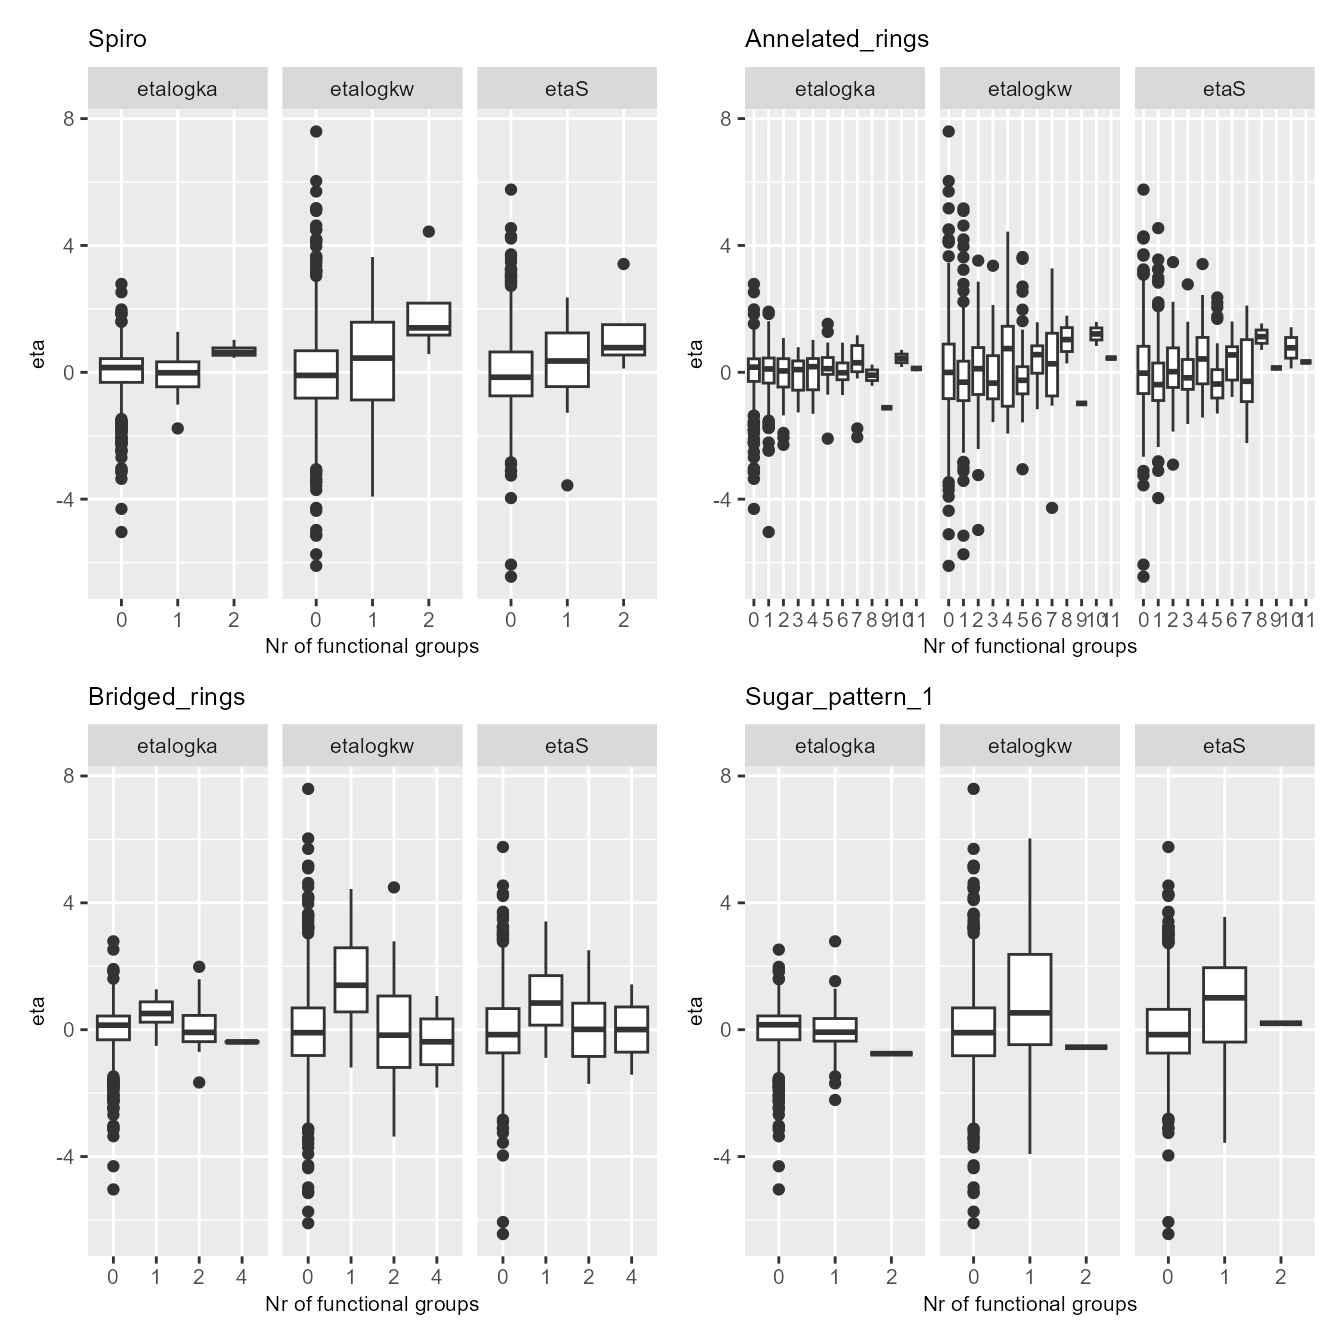 Spiro
etalogka etalogkw etaS
8
4
0
-4
eta
0 1 2 0 1 2 0 1 2
Nr of functional groups
Annelated_rings
etalogka etalogkw etaS
8
4
0
-4
eta
0 1 2 3 4 5 6 7 8 9 10 11 0 1 2 3 4 5 6 7 8 9 10 11 0 1 2 3 4 5 6 7 8 9 10 11
Nr of functional groups
Bridged_rings
etalogka etalogkw etaS
8
4
0
-4
eta
0 1 2 4 0 1 2 4 0 1 2 4
Nr of functional groups
Sugar_pattern_1
etalogka etalogkw etaS
8
4
0
-4
eta
0 1 2 0 1 2 0 1 2
Nr of functional groups